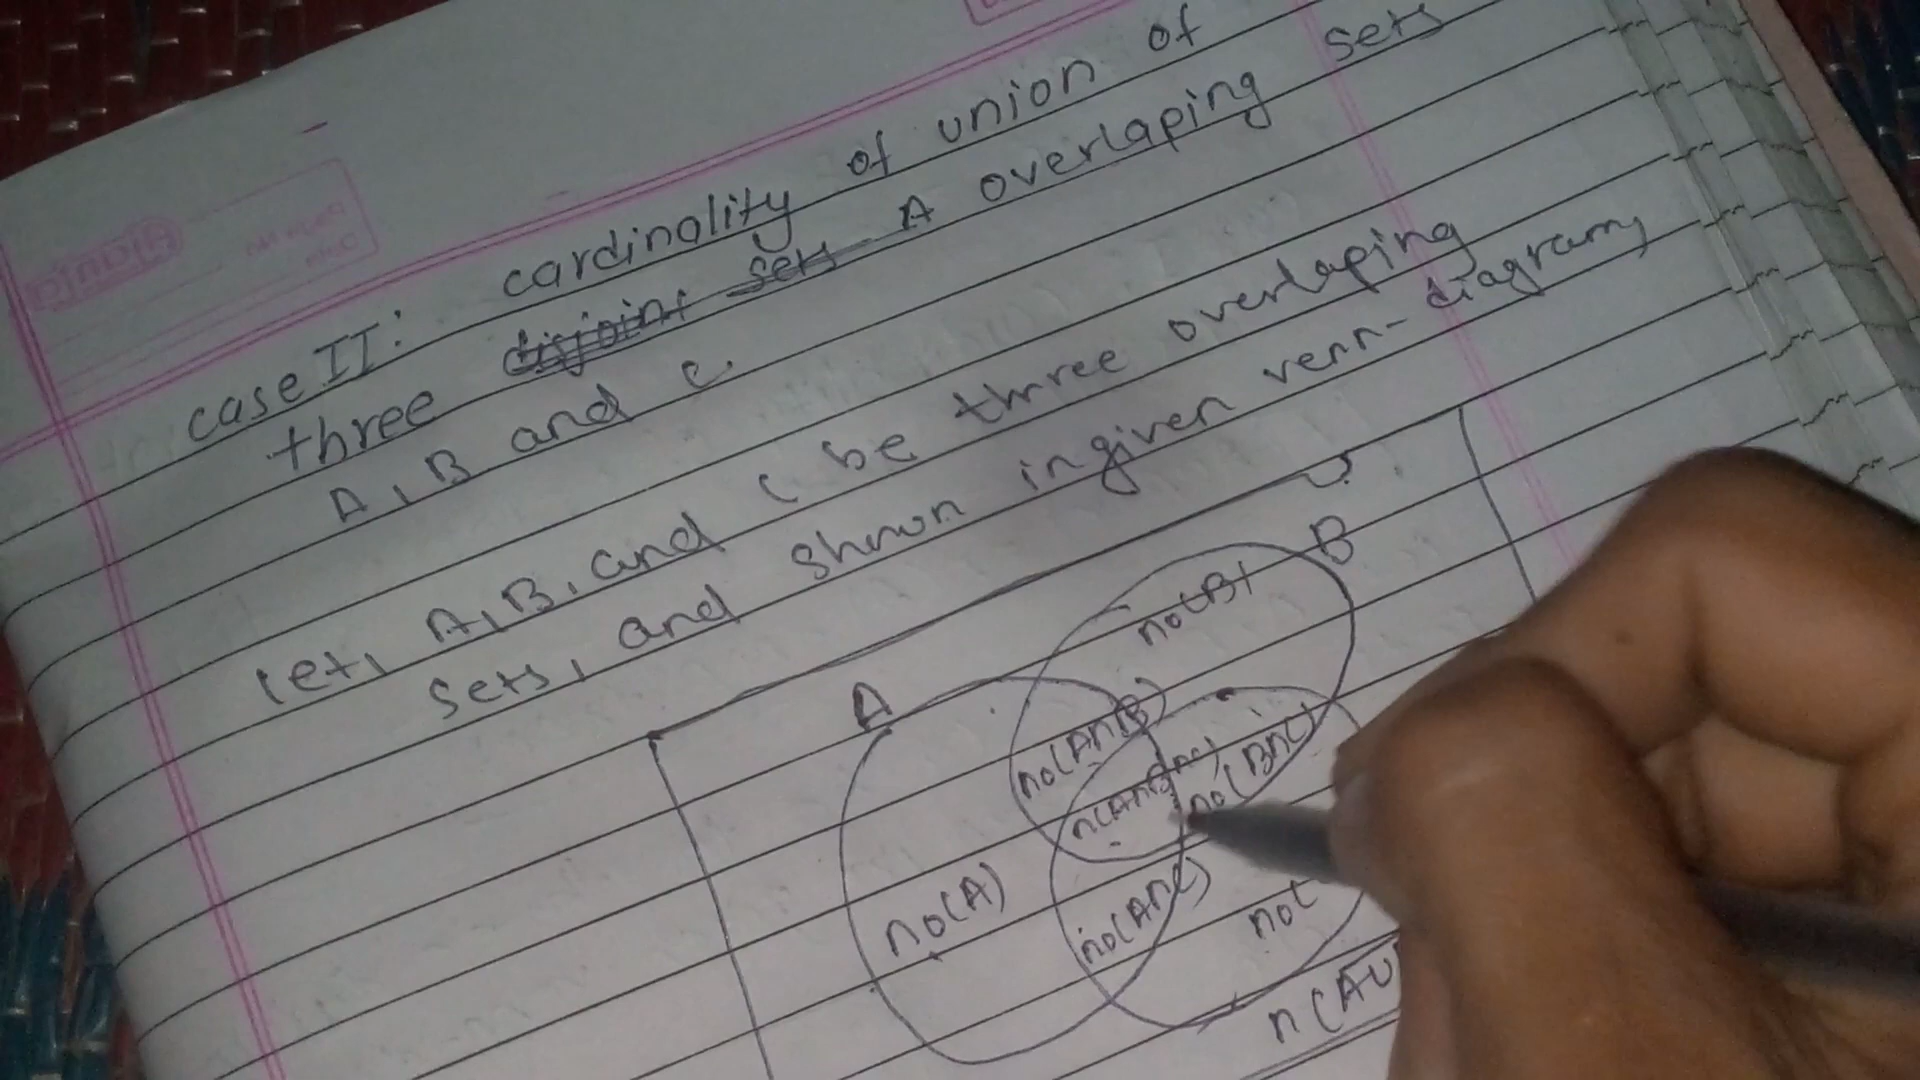 case II: cardinality of union of
three disjoint sets A overlaping sets
A, B and C.
let, A, B, and C be three overlaping
sets, and shown in given venn-diagram,
U
A
B
no(B)
no(A∩B)
n(A∩B∩C)
no(B∩C)
no(A)
no(A∩C)
no(
n(AU